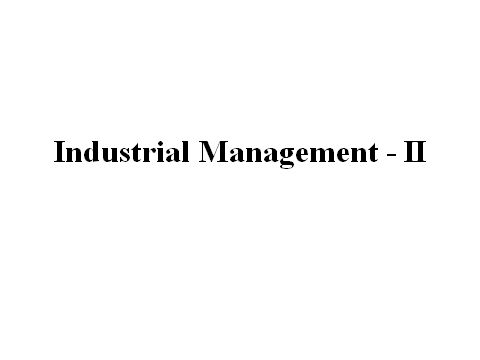 Industrial Management - II